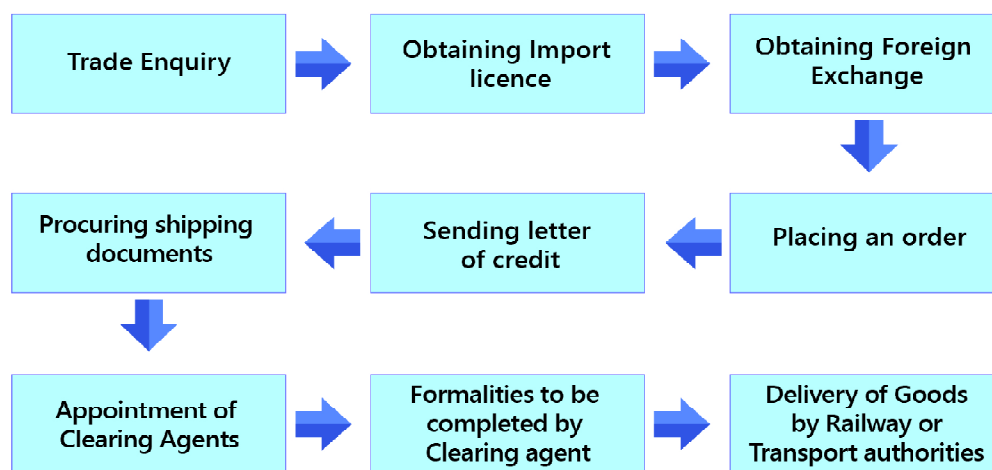 Trade Enquiry
Obtaining Import
licence
Obtaining Foreign
Exchange
Placing an order
Sending letter
of credit
Procuring shipping
documents
Appointment of
Clearing Agents
Formalities to be
completed by
Clearing agent
Delivery of Goods
by Railway or
Transport authorities